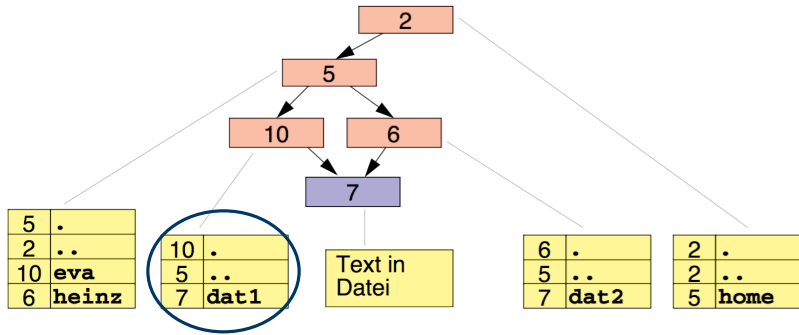 2
5
10 6
7
5 .
2 ..
10 eva
6 heinz
10 .
5 ..
7 dat1
Text in
Datei
6 .
5 ..
7 dat2
2 .
2 ..
5 home